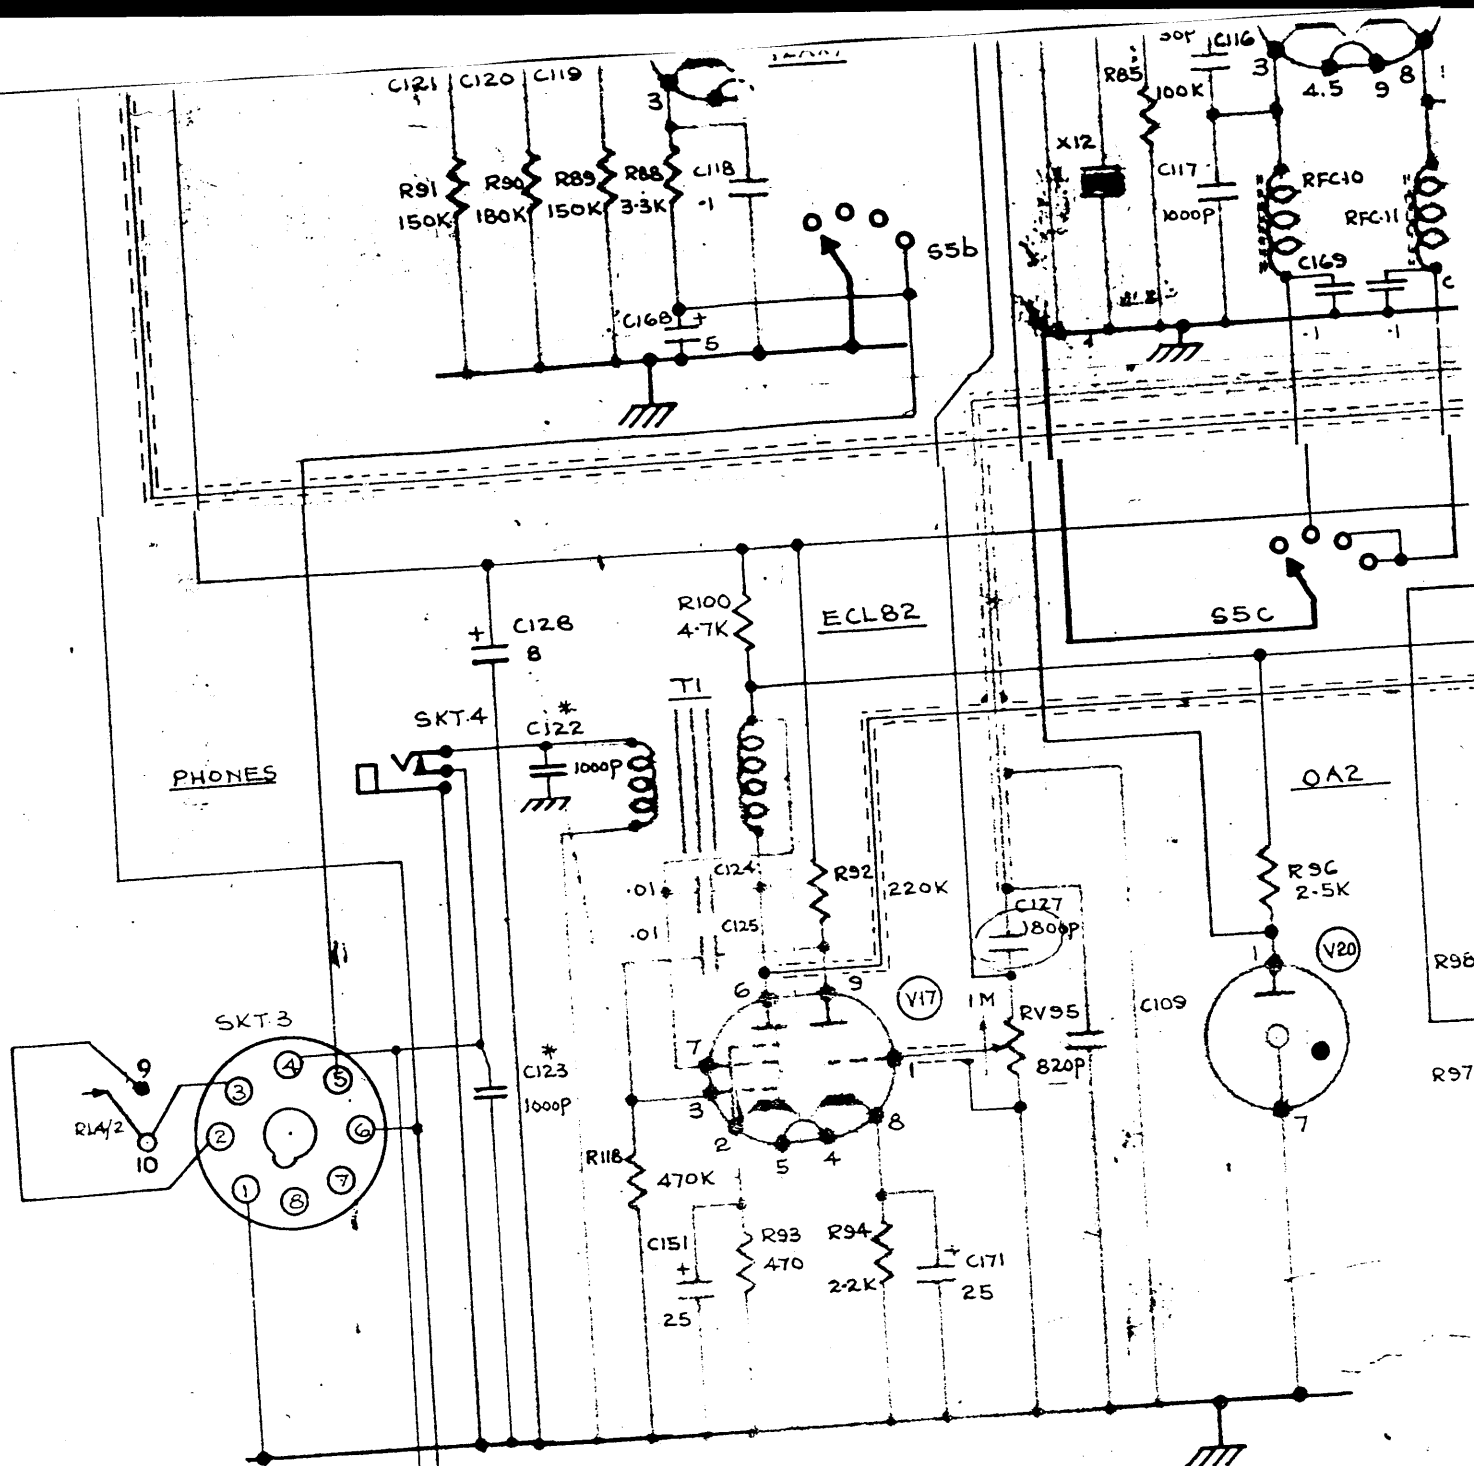 C121 C120 C119
3
R91
150K
R90
180K
R89
150K
R88
3.3K
C118
.1
S5b
C168 +
5
C116
R85
100K
X12
C117
1000P
3
4.5 9 8
RFC10
RFC11
C169
.1 .1
S5C
C128
+
8
R100
4.7K
ECL82
T1
SKT.4
*
C122
1000P
PHONES
OA2
.01
C124
.01
C125
R92
220K
C127
1800P
R96
2.5K
V20
1
7
R98
R97
6 9
V17
1M
RV95
820P
C109
7
3
2
5 4
8
1
SKT.3
9
RLA/2
10
4
5
3
2
6
1
8
7
*
C123
1000P
R118
470K
C151
+
25
R93
470
R94
2.2K
+
C171
25